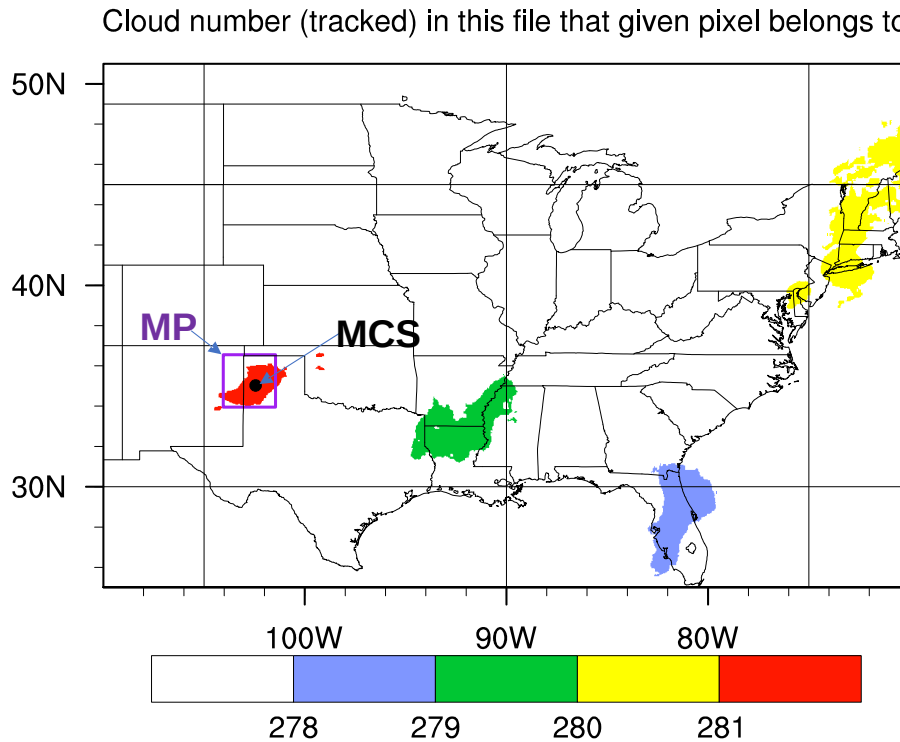 Cloud number (tracked) in this file that given pixel belongs to
50N
40N
MP
MCS
30N
100W 90W 80W
278 279 280 281